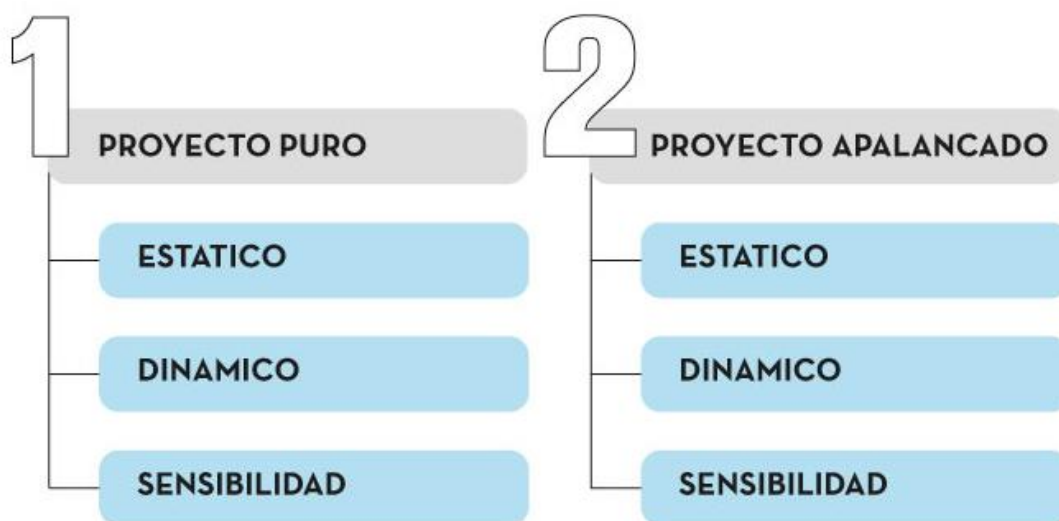 1
PROYECTO PURO
ESTATICO
DINAMICO
SENSIBILIDAD
2
PROYECTO APALANCADO
ESTATICO
DINAMICO
SENSIBILIDAD